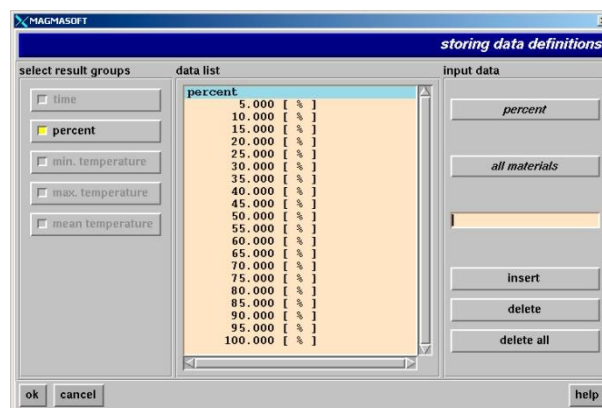 MAGMASOFT
storing data definitions
select result groups
data list
input data
time
percent
min. temperature
max. temperature
mean temperature
percent
5.000 [ % ]
10.000 [ % ]
15.000 [ % ]
20.000 [ % ]
25.000 [ % ]
30.000 [ % ]
35.000 [ % ]
40.000 [ % ]
45.000 [ % ]
50.000 [ % ]
55.000 [ % ]
60.000 [ % ]
65.000 [ % ]
70.000 [ % ]
75.000 [ % ]
80.000 [ % ]
85.000 [ % ]
90.000 [ % ]
95.000 [ % ]
100.000 [ % ]
percent
all materials
insert
delete
delete all
ok
cancel
help